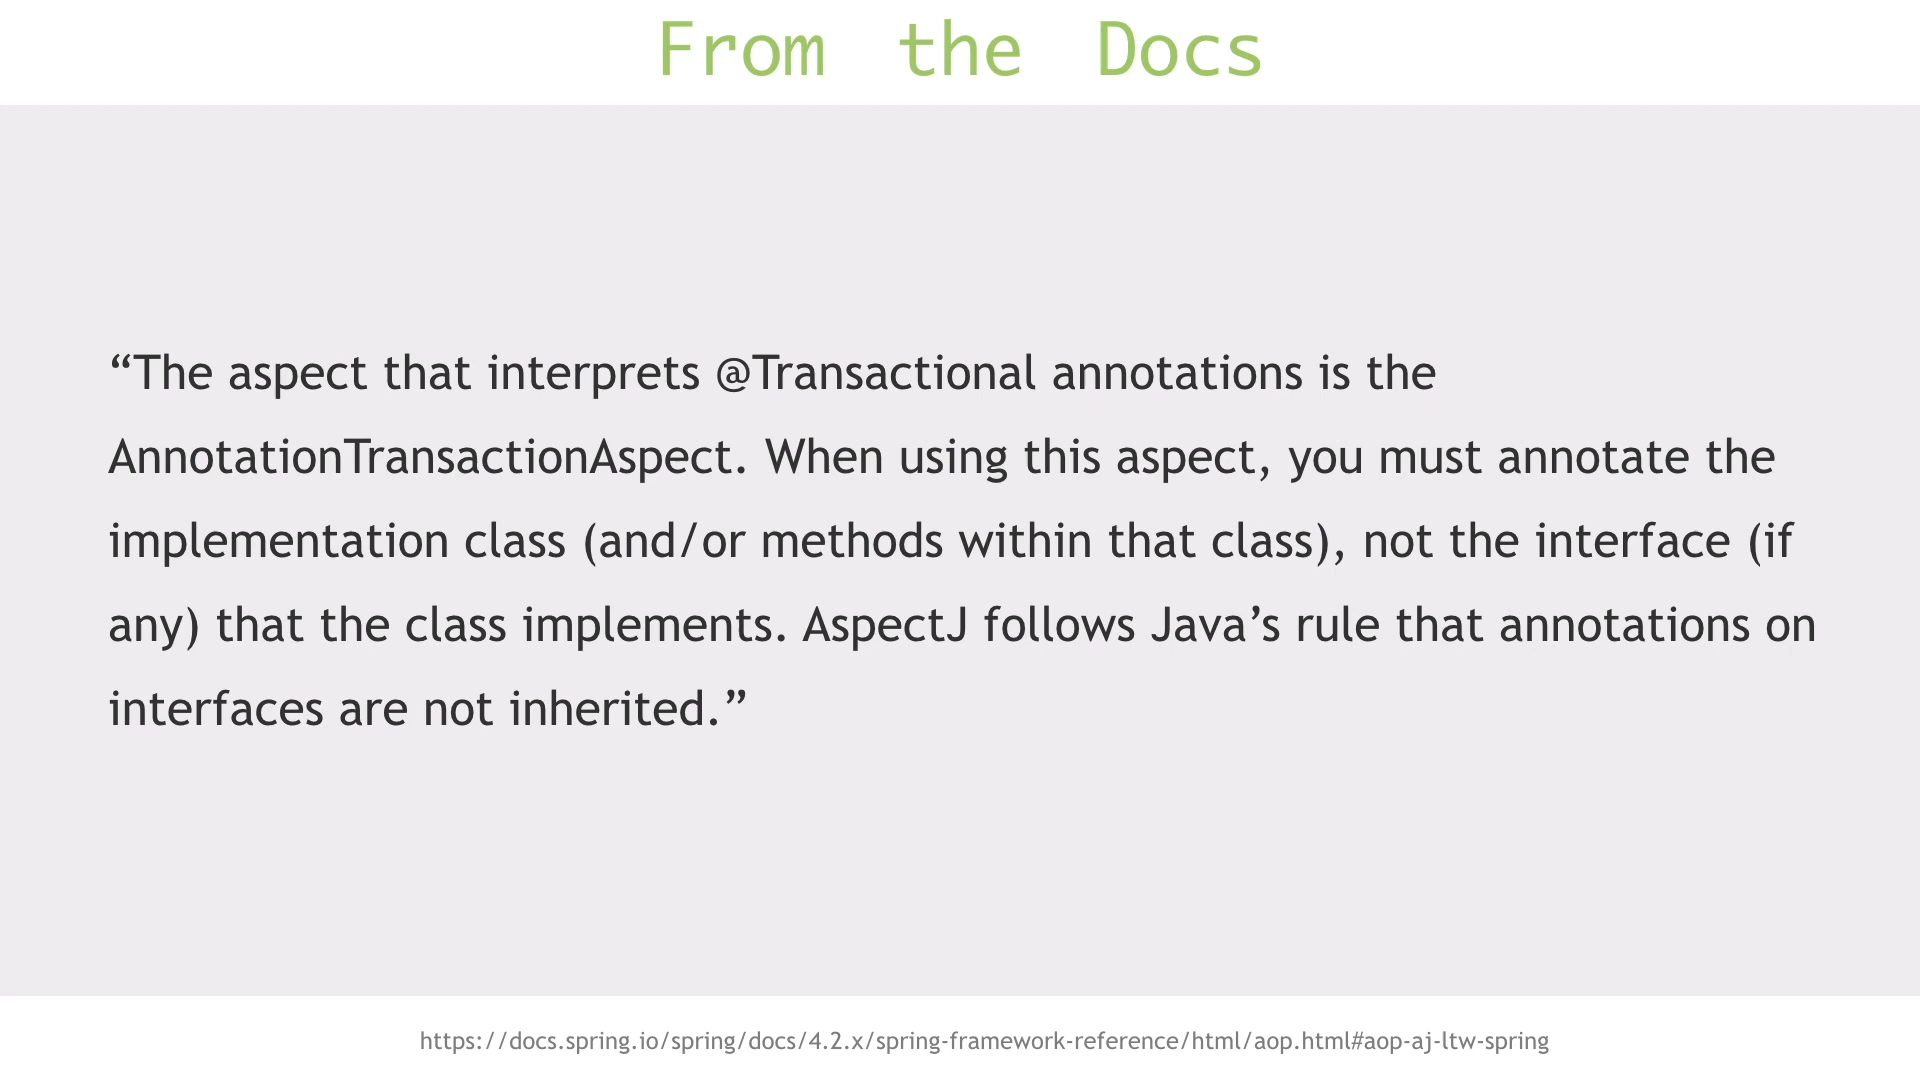 From the Docs
“The aspect that interprets @Transactional annotations is the
AnnotationTransactionAspect. When using this aspect, you must annotate the
implementation class (and/or methods within that class), not the interface (if
any) that the class implements. AspectJ follows Java’s rule that annotations on
interfaces are not inherited.”
https://docs.spring.io/spring/docs/4.2.x/spring-framework-reference/html/aop.html#aop-aj-ltw-spring